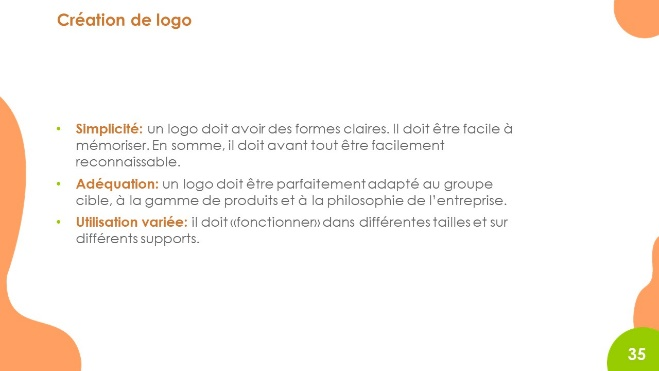 Création de logo
• Simplicité: un logo doit avoir des formes claires. Il doit être facile à
mémoriser. En somme, il doit avant tout être facilement
reconnaissable.
• Adéquation: un logo doit être parfaitement adapté au groupe
cible, à la gamme de produits et à la philosophie de l’entreprise.
• Utilisation variée: il doit «fonctionner» dans différentes tailles et sur
différents supports.
35